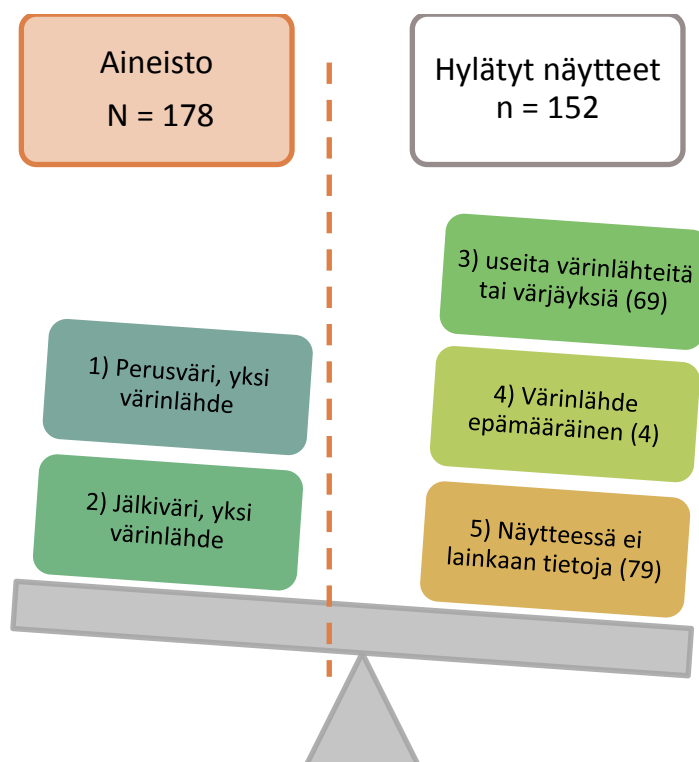 Aineisto
N = 178
Hylätyt näytteet
n = 152
1) Perusväri, yksi
värinlähde
2) Jälkiväri, yksi
värinlähde
3) useita värinlähteitä
tai värjäyksiä (69)
4) Värinlähde
epämääräinen (4)
5) Näytteessä ei
lainkaan tietoja (79)